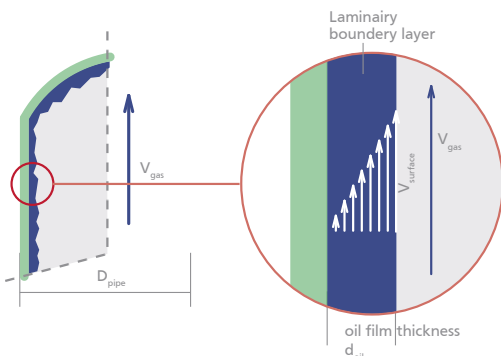 Laminairy
boundery layer
V gas
V gas
V surface
D pipe
oil film thickness
d